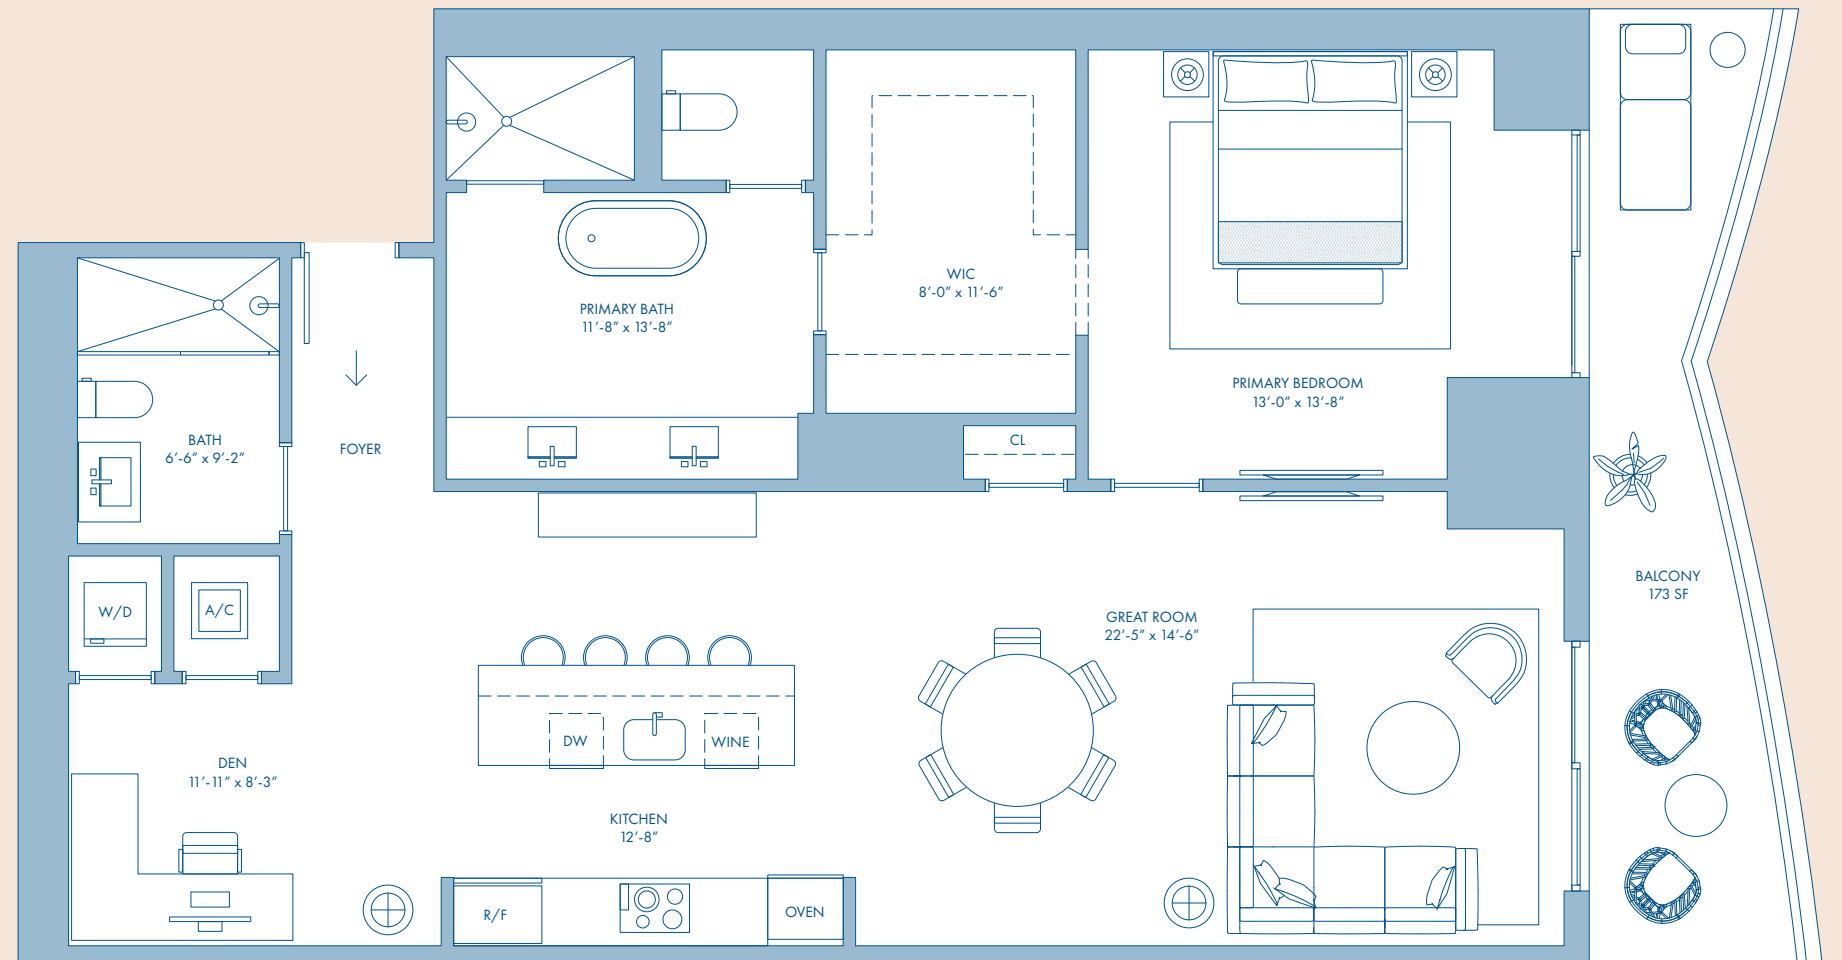 WIC
8’-0” x 11’-6”
PRIMARY BATH
11’-8” x 13’-8”
PRIMARY BEDROOM
13’-0” x 13’-8”
BATH
6’-6” x 9’-2”
FOYER
CL
BALCONY
173 SF
W/D
A/C
GREAT ROOM
22’-5” x 14’-6”
DW
WINE
DEN
11’-11” x 8’-3”
KITCHEN
12’-8”
R/F
OVEN